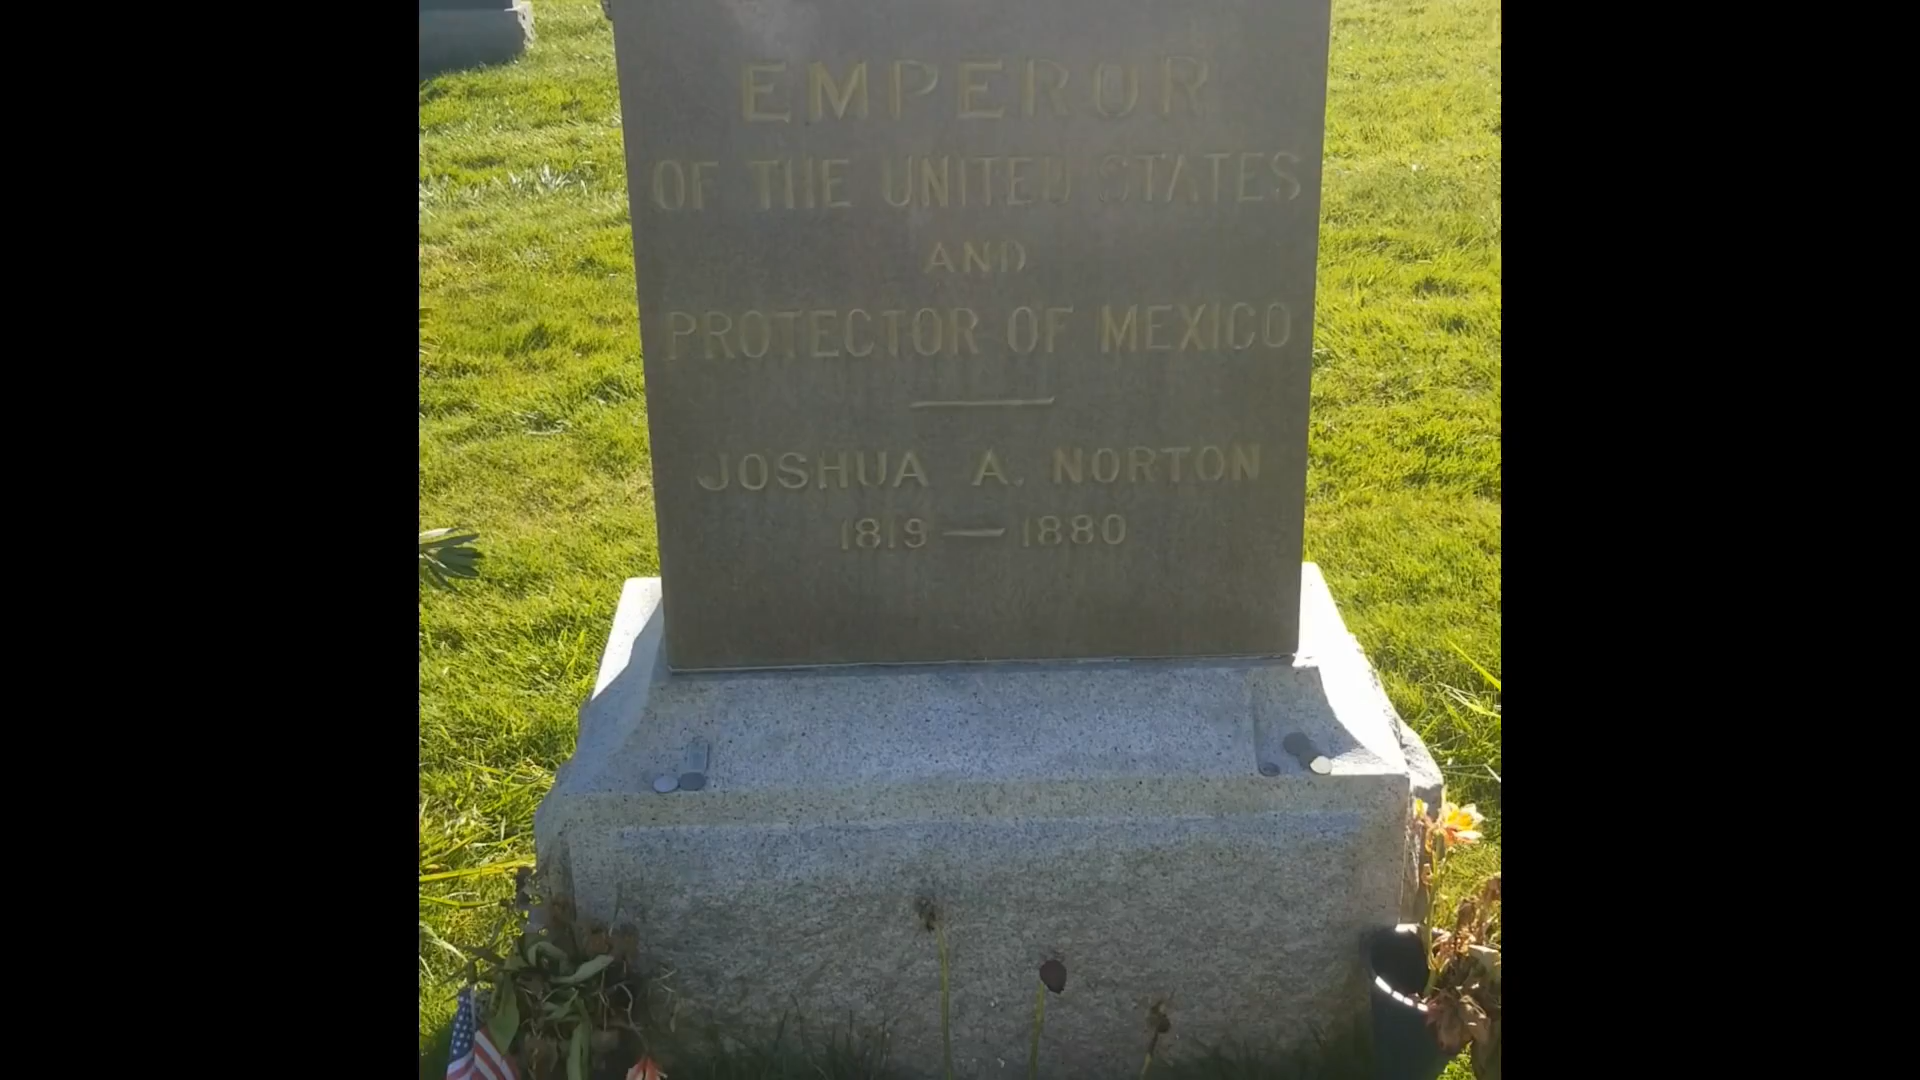 EMPEROR
OF THE UNITED STATES
AND
PROTECTOR OF MEXICO
JOSHUA A. NORTON
1819 — 1880